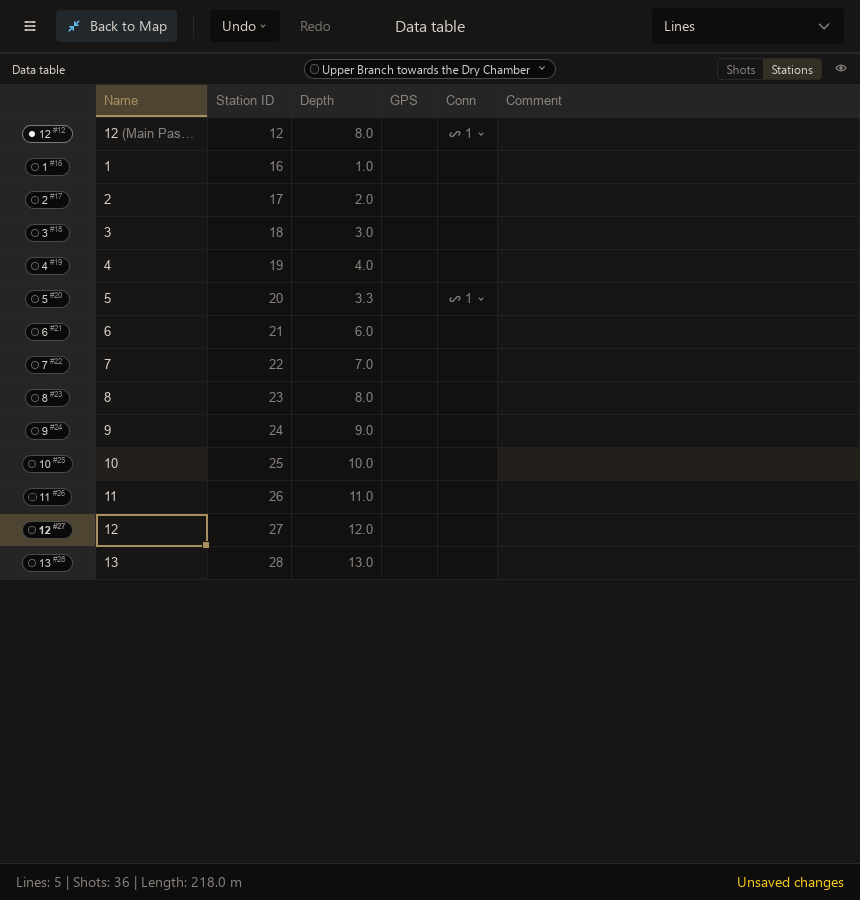 Back to Map Undo Redo Data table Lines
Data table Upper Branch towards the Dry Chamber Shots Stations
Name Station ID Depth GPS Conn Comment
12 #12 12 (Main Pas... 12 8.0 1
1 #16 1 16 1.0
2 #17 2 17 2.0
3 #18 3 18 3.0
4 #19 4 19 4.0
5 #20 5 20 3.3 1
6 #21 6 21 6.0
7 #22 7 22 7.0
8 #23 8 23 8.0
9 #24 9 24 9.0
10 #25 10 25 10.0
11 #26 11 26 11.0
12 #27 12 27 12.0
13 #28 13 28 13.0
Lines: 5 | Shots: 36 | Length: 218.0 m Unsaved changes